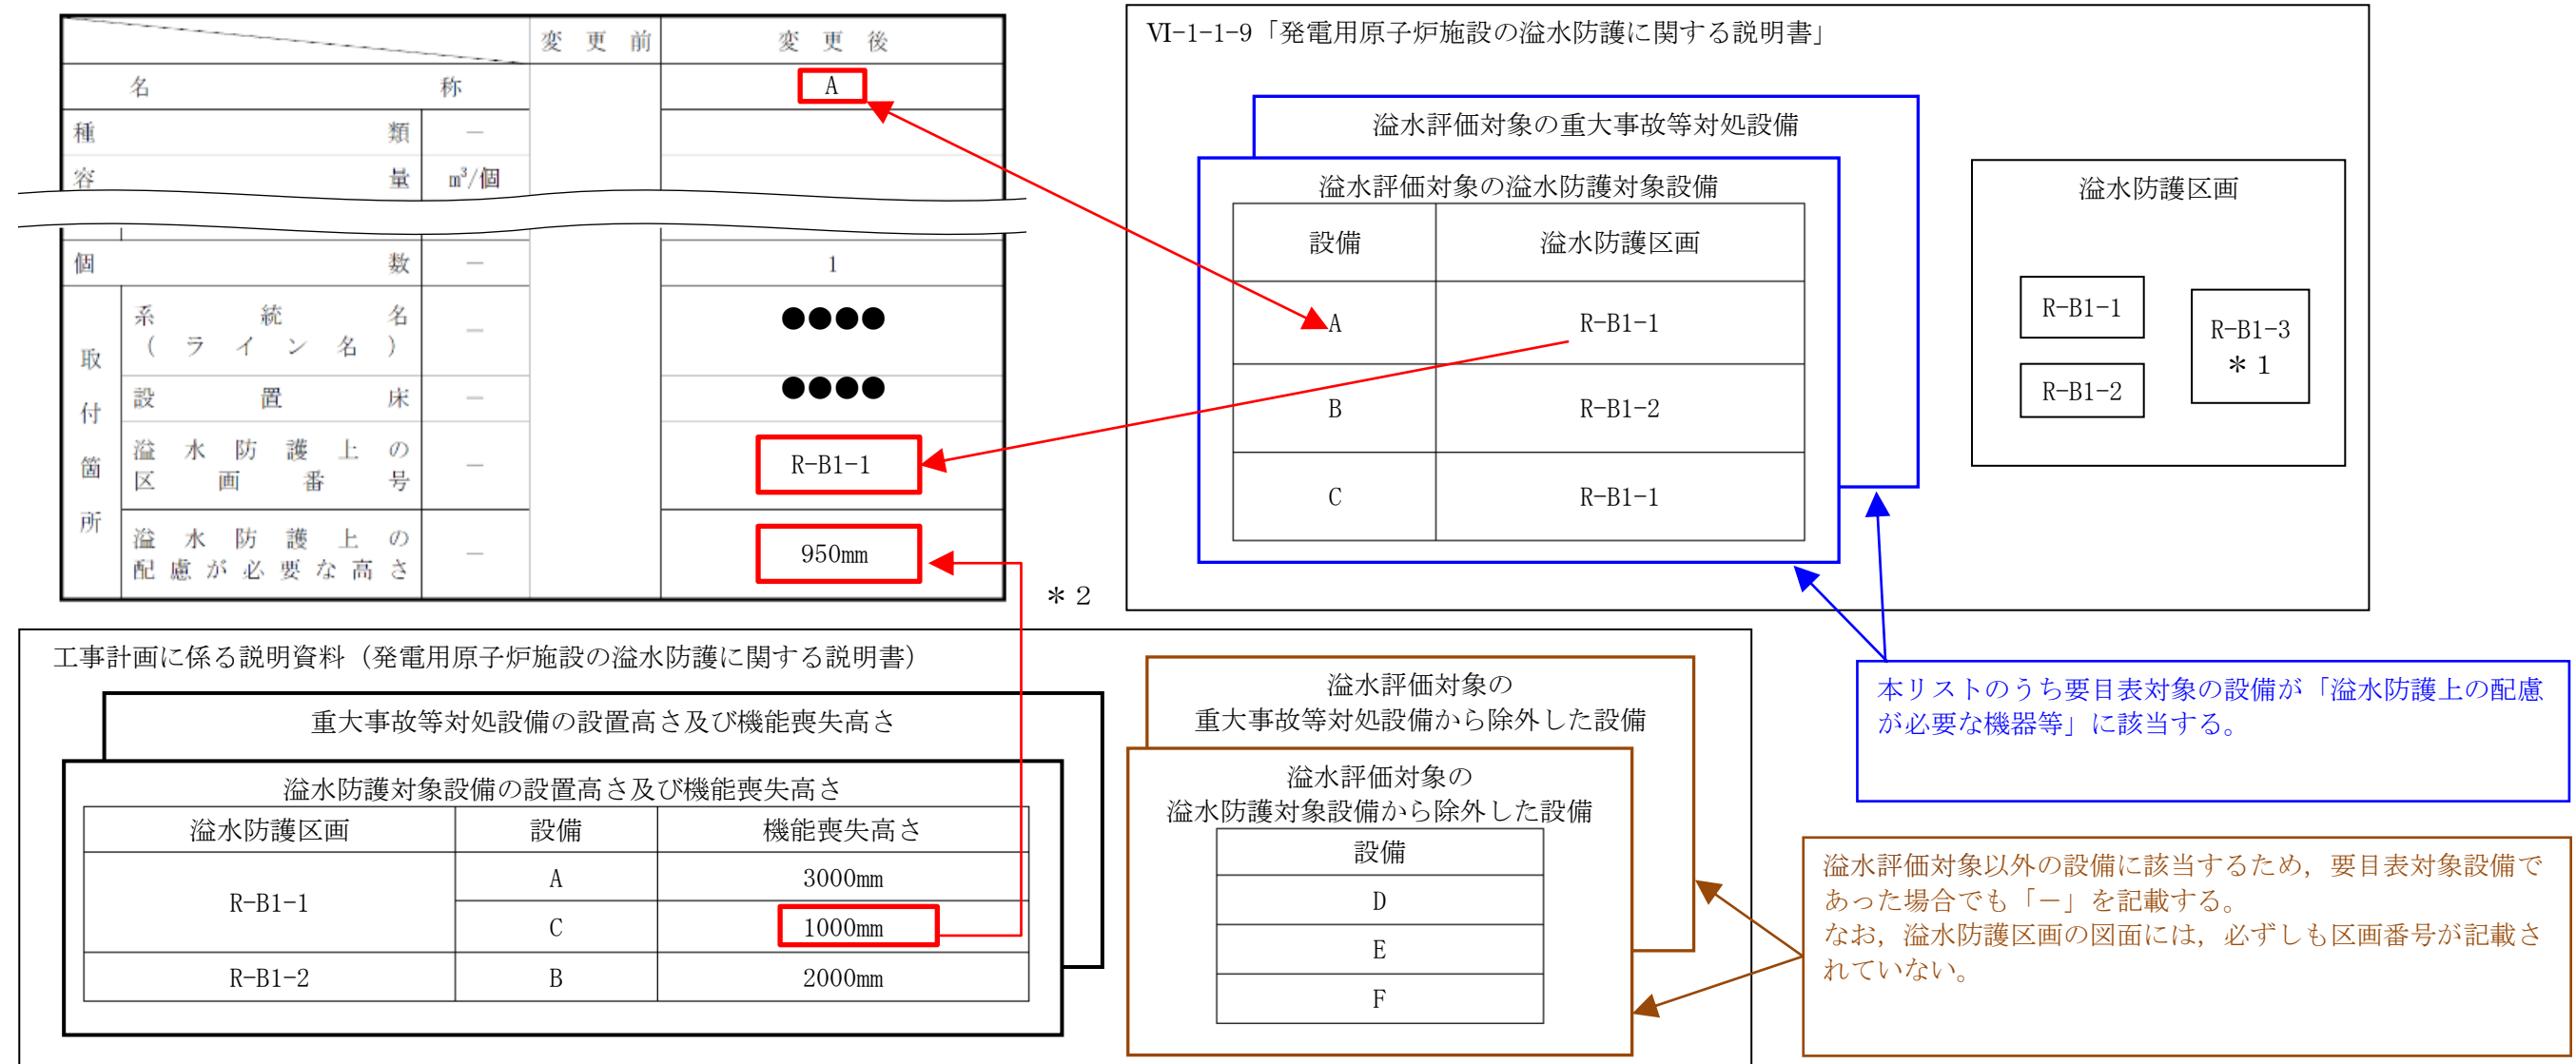 変更前 変更後
名称 A
種類 －
容量 m³/個
個数 － 1
取付箇所
系統名
(ライン名) － ●●●●
設置床 － ●●●●
溢水防護上の
区画番号 － R-B1-1
溢水防護上の
配慮が必要な高さ － 950mm
＊2
Ⅵ-1-1-9「発電用原子炉施設の溢水防護に関する説明書」
溢水評価対象の重大事故等対処設備
溢水評価対象の溢水防護対象設備
設備 溢水防護区画
A R-B1-1
B R-B1-2
C R-B1-1
溢水防護区画
R-B1-1
R-B1-2
R-B1-3
＊1
本リストのうち要目表対象の設備が「溢水防護上の配慮
が必要な機器等」に該当する。
工事計画に係る説明資料（発電用原子炉施設の溢水防護に関する説明書）
重大事故等対処設備の設置高さ及び機能喪失高さ
溢水防護対象設備の設置高さ及び機能喪失高さ
溢水防護区画 設備 機能喪失高さ
R-B1-1 A 3000mm
C 1000mm
R-B1-2 B 2000mm
溢水評価対象の
重大事故等対処設備から除外した設備
溢水評価対象の
溢水防護対象設備から除外した設備
設備
D
E
F
溢水評価対象以外の設備に該当するため，要目表対象設備で
あった場合でも「－」を記載する。
なお，溢水防護区画の図面には，必ずしも区画番号が記載さ
れていない。